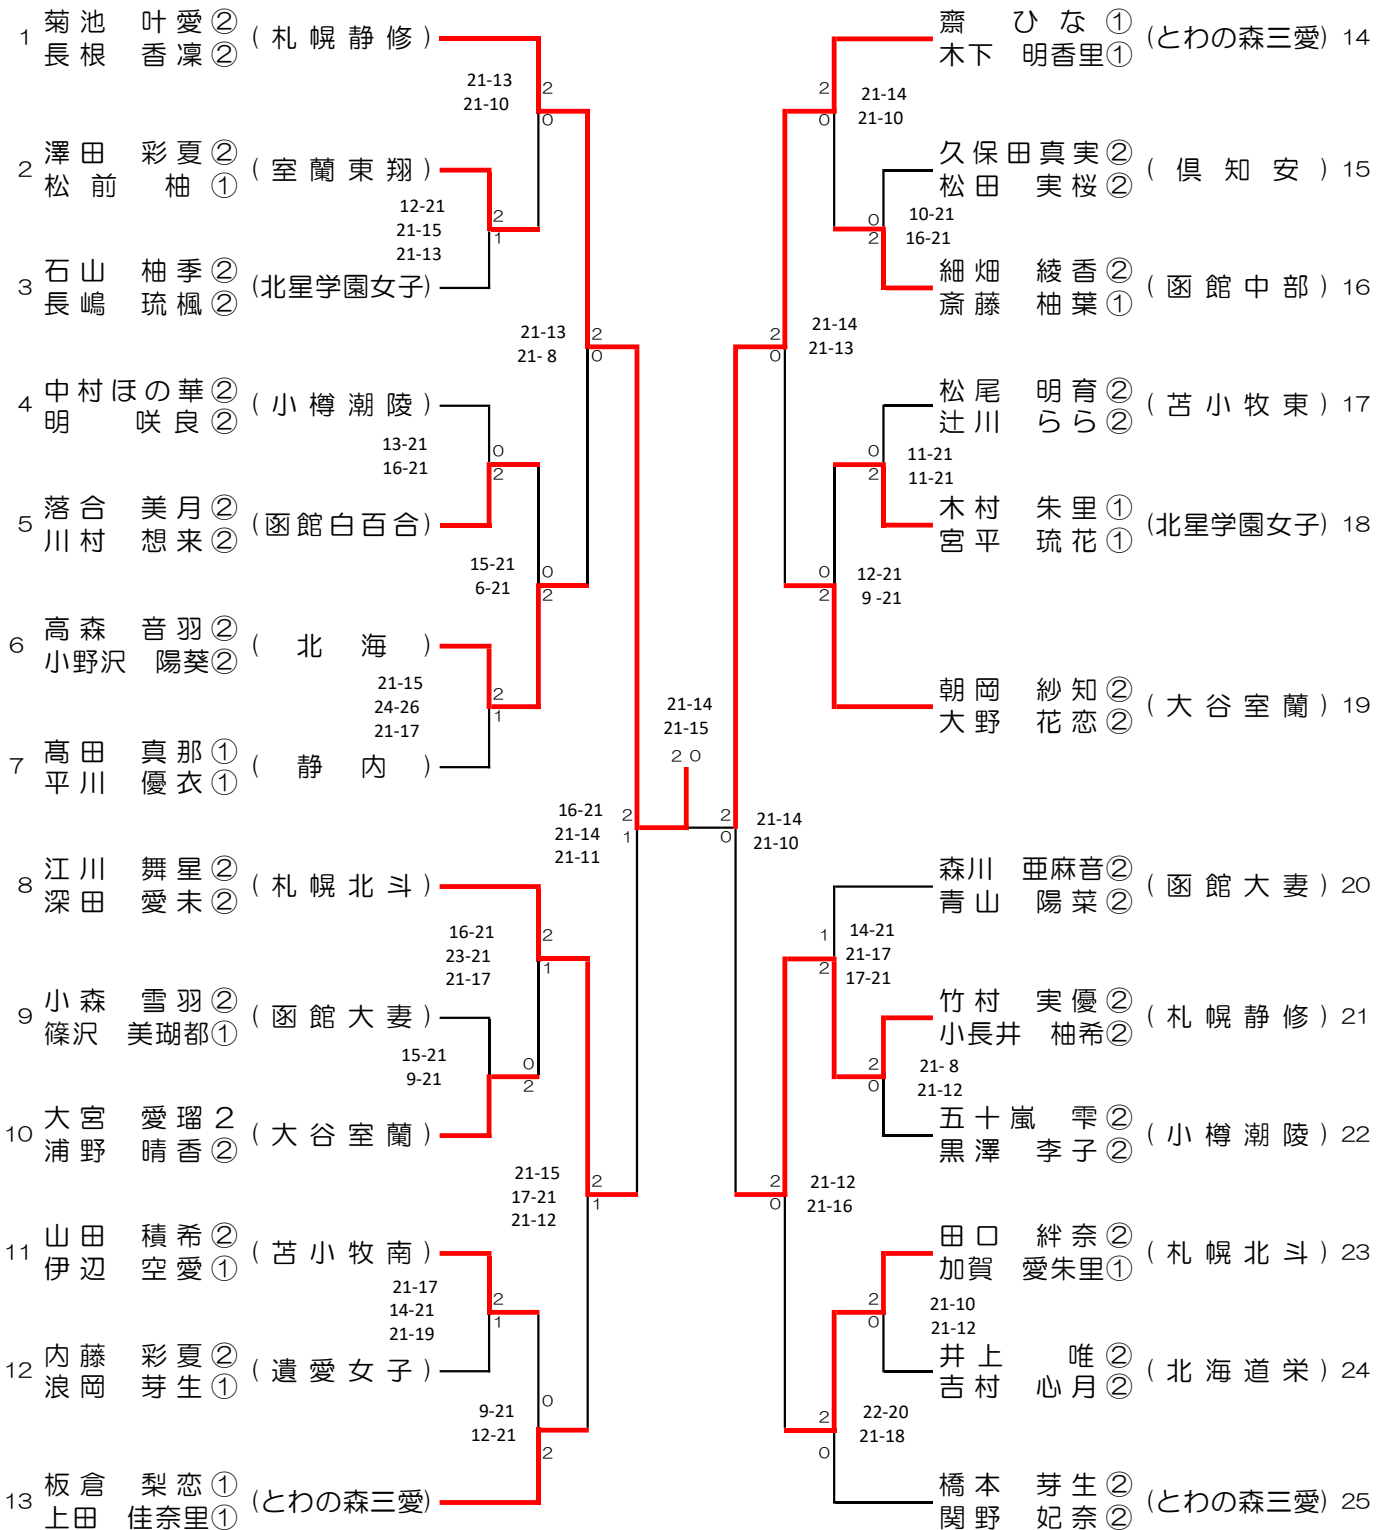 1 菊池 叶愛② (札幌静修)
長根 香凜②
21-13 2
21-10 0
2 澤田 彩夏② (室蘭東翔)
松前 柚①
12-21 2
21-15 1
21-13
3 石山 柚季② (北星学園女子)
長嶋 琉楓②
21-13 2
21- 8 0
4 中村ほの華② (小樽潮陵)
明 咲良②
13-21 0
16-21 2
5 落合 美月② (函館白百合)
川村 想来②
15-21 0
6-21 2
6 高森 音羽② (北海)
小野沢 陽葵②
21-15 2
24-26 1
21-17
7 髙田 真那① (静内)
平川 優衣①
16-21 2
21-14 1
21-11
8 江川 舞星② (札幌北斗)
深田 愛未②
16-21 2
23-21 1
21-17
9 小森 雪羽② (函館大妻)
篠沢 美瑚都①
15-21 0
9-21 2
10 大宮 愛瑠2 (大谷室蘭)
浦野 晴香②
21-15 2
17-21 1
21-12
11 山田 積希② (苫小牧南)
伊辺 空愛①
21-17 2
14-21 1
21-19
12 内藤 彩夏② (遺愛女子)
浪岡 芽生①
9-21 0
12-21 2
13 板倉 梨恋① (とわの森三愛)
上田 佳奈里①
21-14
21-15
2 0
齋 ひな① (とわの森三愛) 14
木下 明香里①
2 21-14
0 21-10
久保田真実② (倶知安) 15
松田 実桜②
0 10-21
2 16-21
細畑 綾香② (函館中部) 16
斎藤 柚葉①
2 21-14
0 21-13
松尾 明育② (苫小牧東) 17
辻川 らら②
0 11-21
2 11-21
木村 朱里① (北星学園女子) 18
宮平 琉花①
0 12-21
2 9 -21
朝岡 紗知② (大谷室蘭) 19
大野 花恋②
2 21-14
0 21-10
森川 亜麻音② (函館大妻) 20
青山 陽菜②
1 14-21
2 21-17
17-21
竹村 実優② (札幌静修) 21
小長井 柚希②
2 21- 8
0 21-12
五十嵐 雫② (小樽潮陵) 22
黒澤 李子②
2 21-12
0 21-16
田口 絆奈② (札幌北斗) 23
加賀 愛朱里①
2 21-10
0 21-12
井上 唯② (北海道栄) 24
吉村 心月②
2 22-20
0 21-18
橋本 芽生② (とわの森三愛) 25
関野 妃奈②